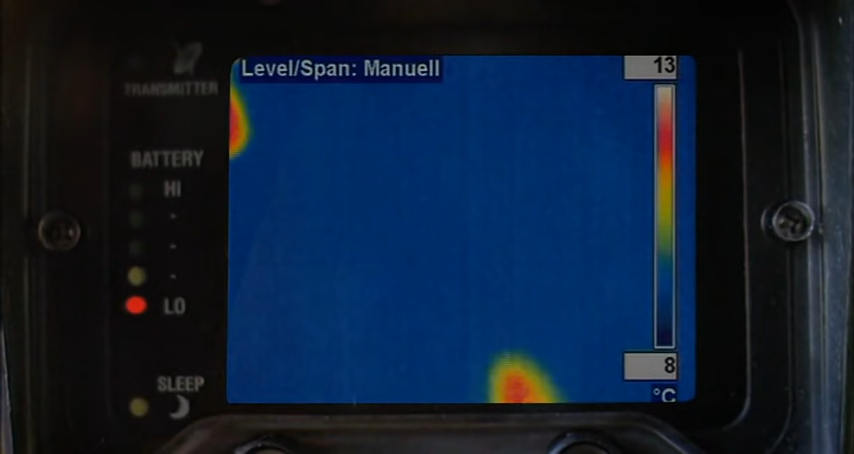 Level/Span: Manuell
13
TRANSMITTER
BATTERY
HI
-
-
-
LO
8
SLEEP
°C